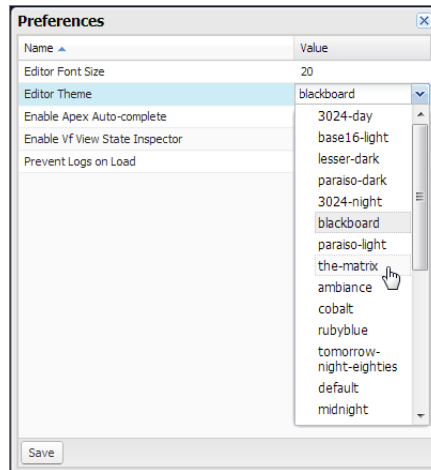 Preferences
Name Value
Editor Font Size 20
Editor Theme blackboard
Enable Apex Auto-complete
Enable Vf View State Inspector
Prevent Logs on Load
3024-day
base16-light
lesser-dark
paraiso-dark
3024-night
blackboard
paraiso-light
the-matrix
ambiance
cobalt
rubyblue
tomorrow-
night-eighties
default
midnight
Save